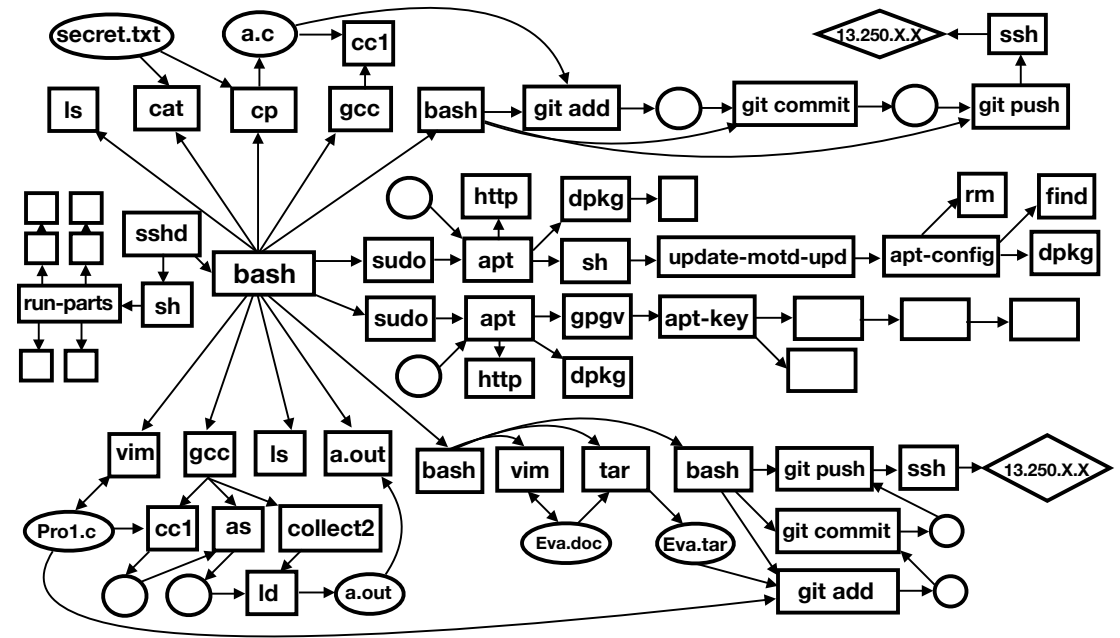 secret.txt
a.c
cc1
13.250.X.X
ssh
ls
cat
cp
gcc
bash
git add
git commit
git push
http
dpkg
rm
find
sshd
bash
sudo
apt
sh
update-motd-upd
apt-config
dpkg
run-parts
sh
sudo
apt
gpgv
apt-key
http
dpkg
vim
gcc
ls
a.out
bash
vim
tar
bash
git push
ssh
13.250.X.X
Pro1.c
cc1
as
collect2
Eva.doc
Eva.tar
git commit
ld
a.out
git add